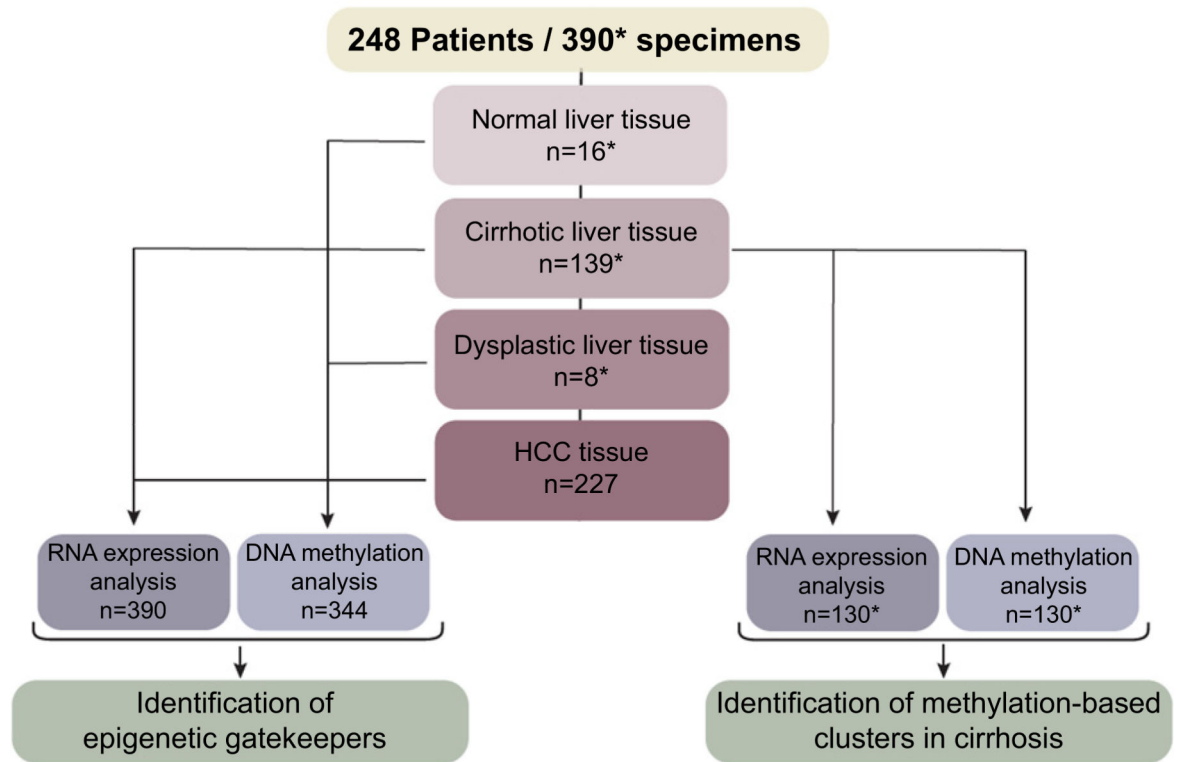 248 Patients / 390* specimens
Normal liver tissue
n=16*
Cirrhotic liver tissue
n=139*
Dysplastic liver tissue
n=8*
HCC tissue
n=227
RNA expression
analysis
n=390
DNA methylation
analysis
n=344
RNA expression
analysis
n=130*
DNA methylation
analysis
n=130*
Identification of
epigenetic gatekeepers
Identification of methylation-based
clusters in cirrhosis